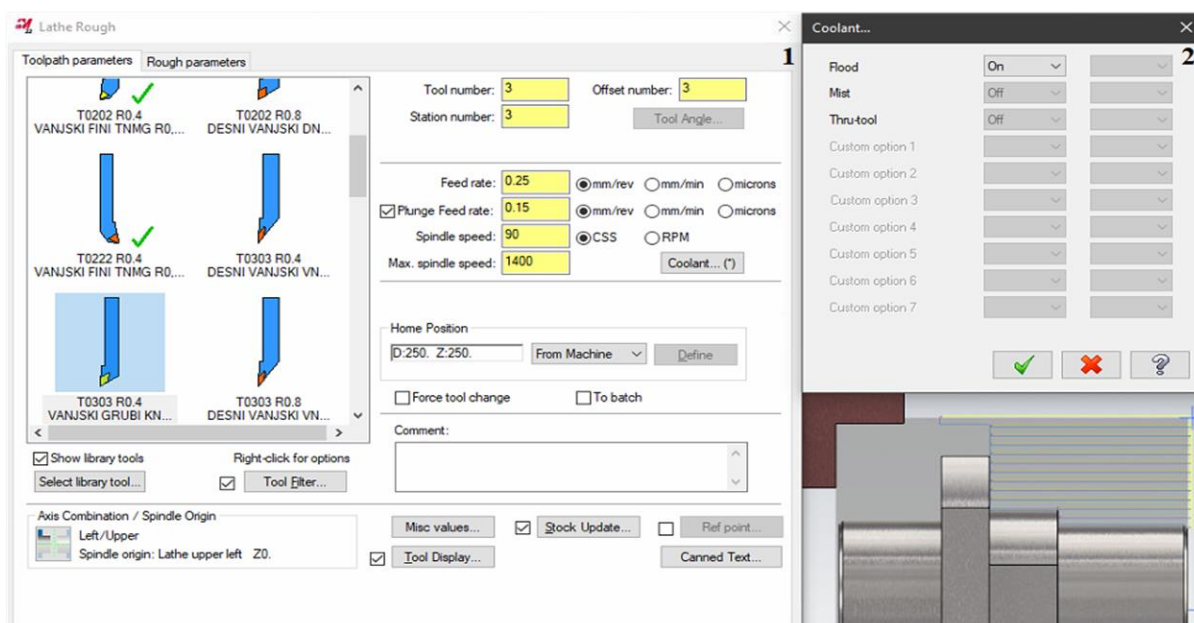 Lathe Rough
Toolpath parameters Rough parameters
1
T0202 R0.4 T0202 R0.8
VANJSKI FINI TNMG R0,... DESNI VANJSKI DN...
T0222 R0.4 T0303 R0.4
VANJSKI FINI TNMG R0,... DESNI VANJSKI VN...
T0303 R0.4 T0303 R0.8
VANJSKI GRUBI KN... DESNI VANJSKI VN...
Show library tools Right-click for options
Select library tool... Tool Filter...
Axis Combination / Spindle Origin
Left/Upper
Spindle origin: Lathe upper left Z0.
Tool number: 3 Offset number: 3
Station number: 3 Tool Angle...
Feed rate: 0.25 mm/rev mm/min microns
Plunge Feed rate: 0.15 mm/rev mm/min microns
Spindle speed: 90 CSS RPM
Max. spindle speed: 1400 Coolant... (*)
Home Position
D:250. Z:250. From Machine Define
Force tool change To batch
Comment:
Misc values... Stock Update... Ref point...
Tool Display... Canned Text...
Coolant...
2
Flood On
Mist Off
Thru-tool Off
Custom option 1
Custom option 2
Custom option 3
Custom option 4
Custom option 5
Custom option 6
Custom option 7